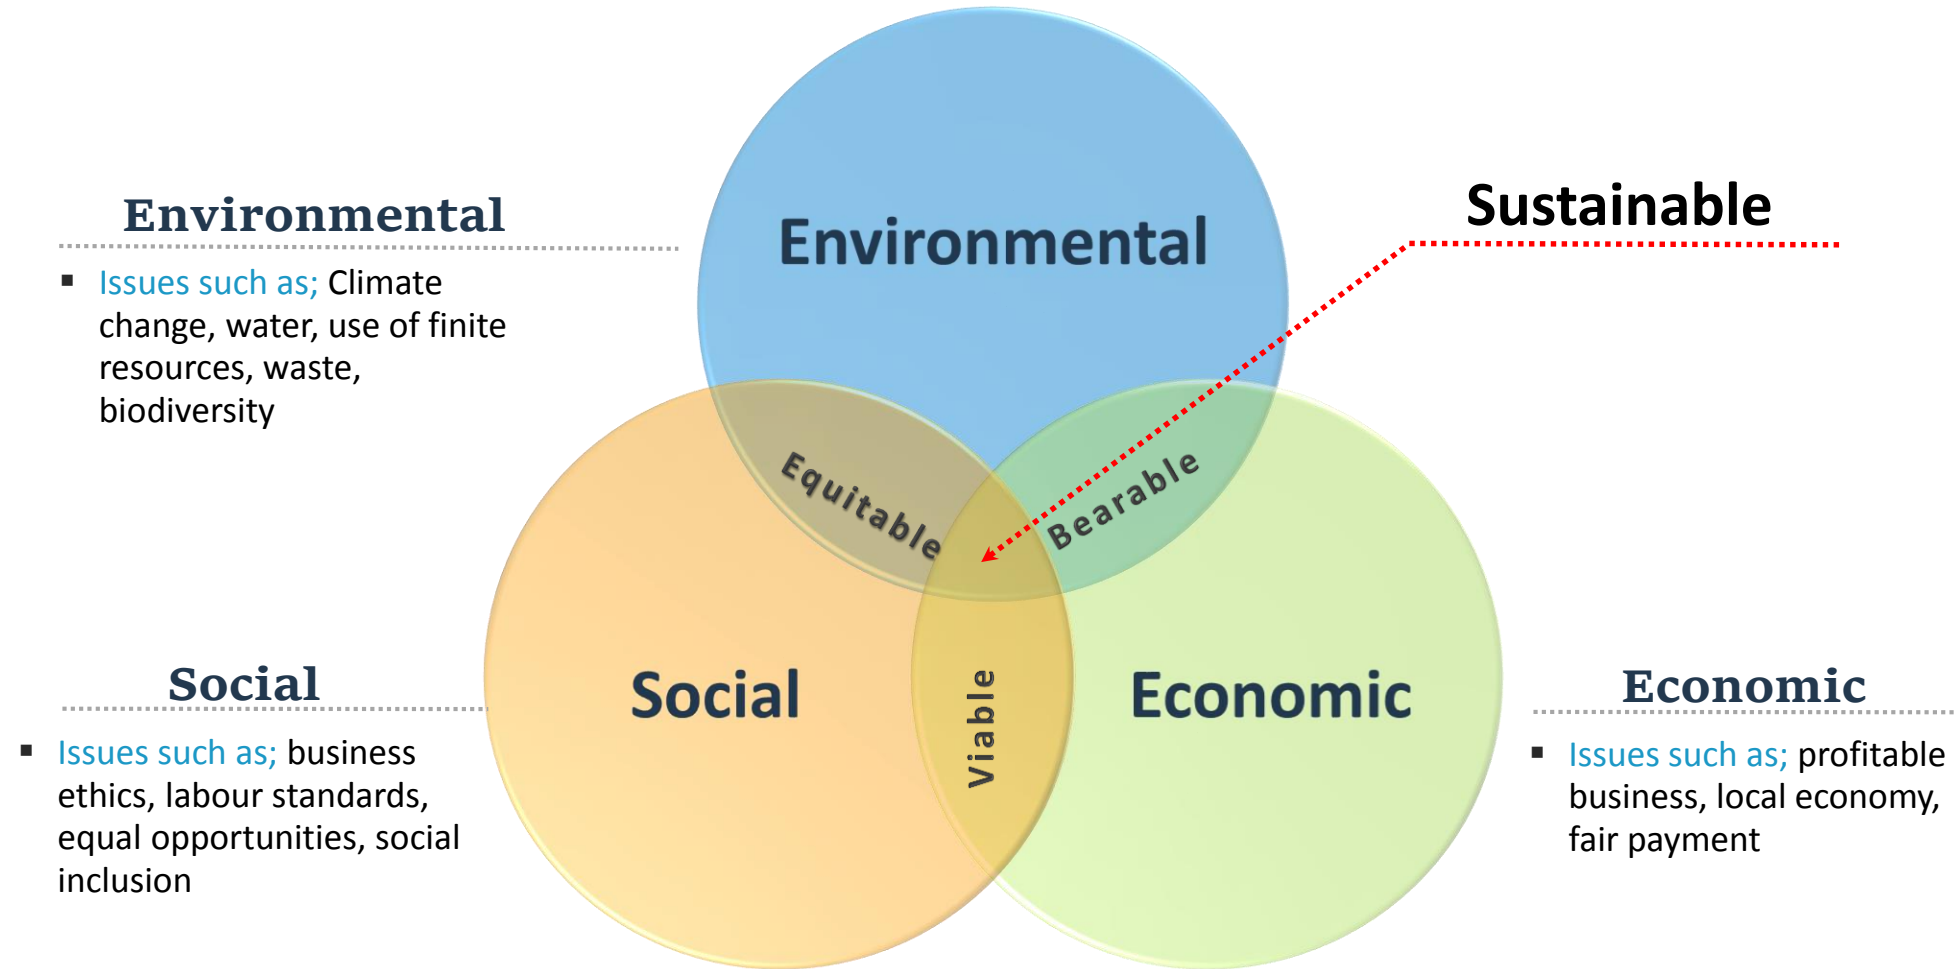 Environmental
Issues such as; Climate
change, water, use of finite
resources, waste,
biodiversity
Environmental
Sustainable
Equitable
Bearable
Social
Issues such as; business
ethics, labour standards,
equal opportunities, social
inclusion
Social
Viable
Economic
Economic
Issues such as; profitable
business, local economy,
fair payment